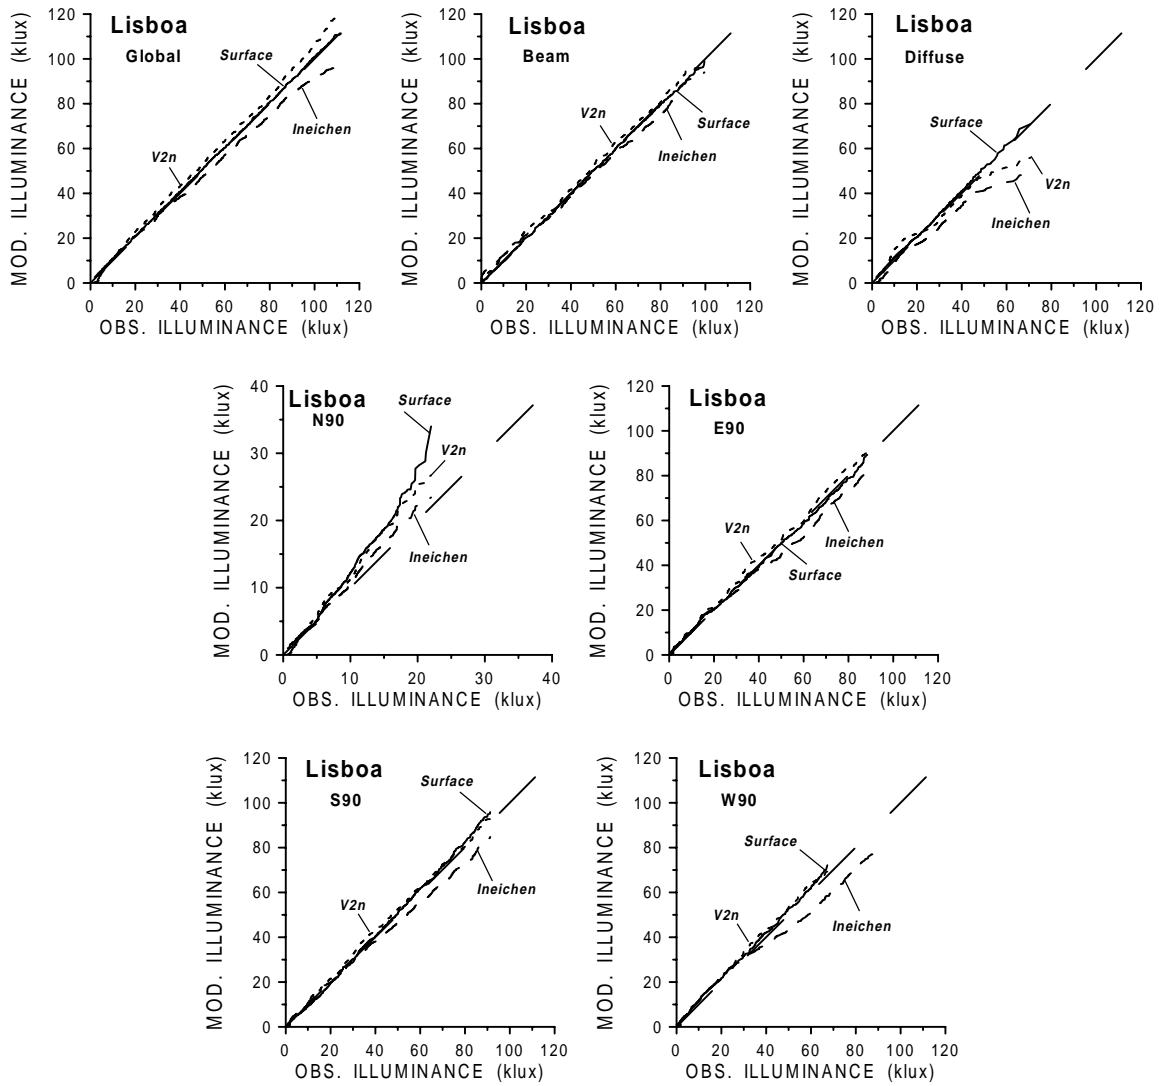 Lisboa
Global
MOD. ILLUMINANCE (klux)
120
100
80
60
40
20
0
Surface
V2n
Ineichen
0 20 40 60 80 100 120
OBS. ILLUMINANCE (klux)
Lisboa
Beam
MOD. ILLUMINANCE (klux)
120
100
80
60
40
20
0
V2n
Surface
Ineichen
0 20 40 60 80 100 120
OBS. ILLUMINANCE (klux)
Lisboa
Diffuse
MOD. ILLUMINANCE (klux)
120
100
80
60
40
20
0
Surface
V2n
Ineichen
0 20 40 60 80 100 120
OBS. ILLUMINANCE (klux)
Lisboa
N90
MOD. ILLUMINANCE (klux)
40
30
20
10
0
Surface
V2n
Ineichen
0 10 20 30 40
OBS. ILLUMINANCE (klux)
Lisboa
E90
MOD. ILLUMINANCE (klux)
120
100
80
60
40
20
0
V2n
Ineichen
Surface
0 20 40 60 80 100 120
OBS. ILLUMINANCE (klux)
Lisboa
S90
MOD. ILLUMINANCE (klux)
120
100
80
60
40
20
0
Surface
Ineichen
V2n
0 20 40 60 80 100 120
OBS. ILLUMINANCE (klux)
Lisboa
W90
MOD. ILLUMINANCE (klux)
120
100
80
60
40
20
0
Surface
V2n
Ineichen
0 20 40 60 80 100 120
OBS. ILLUMINANCE (klux)